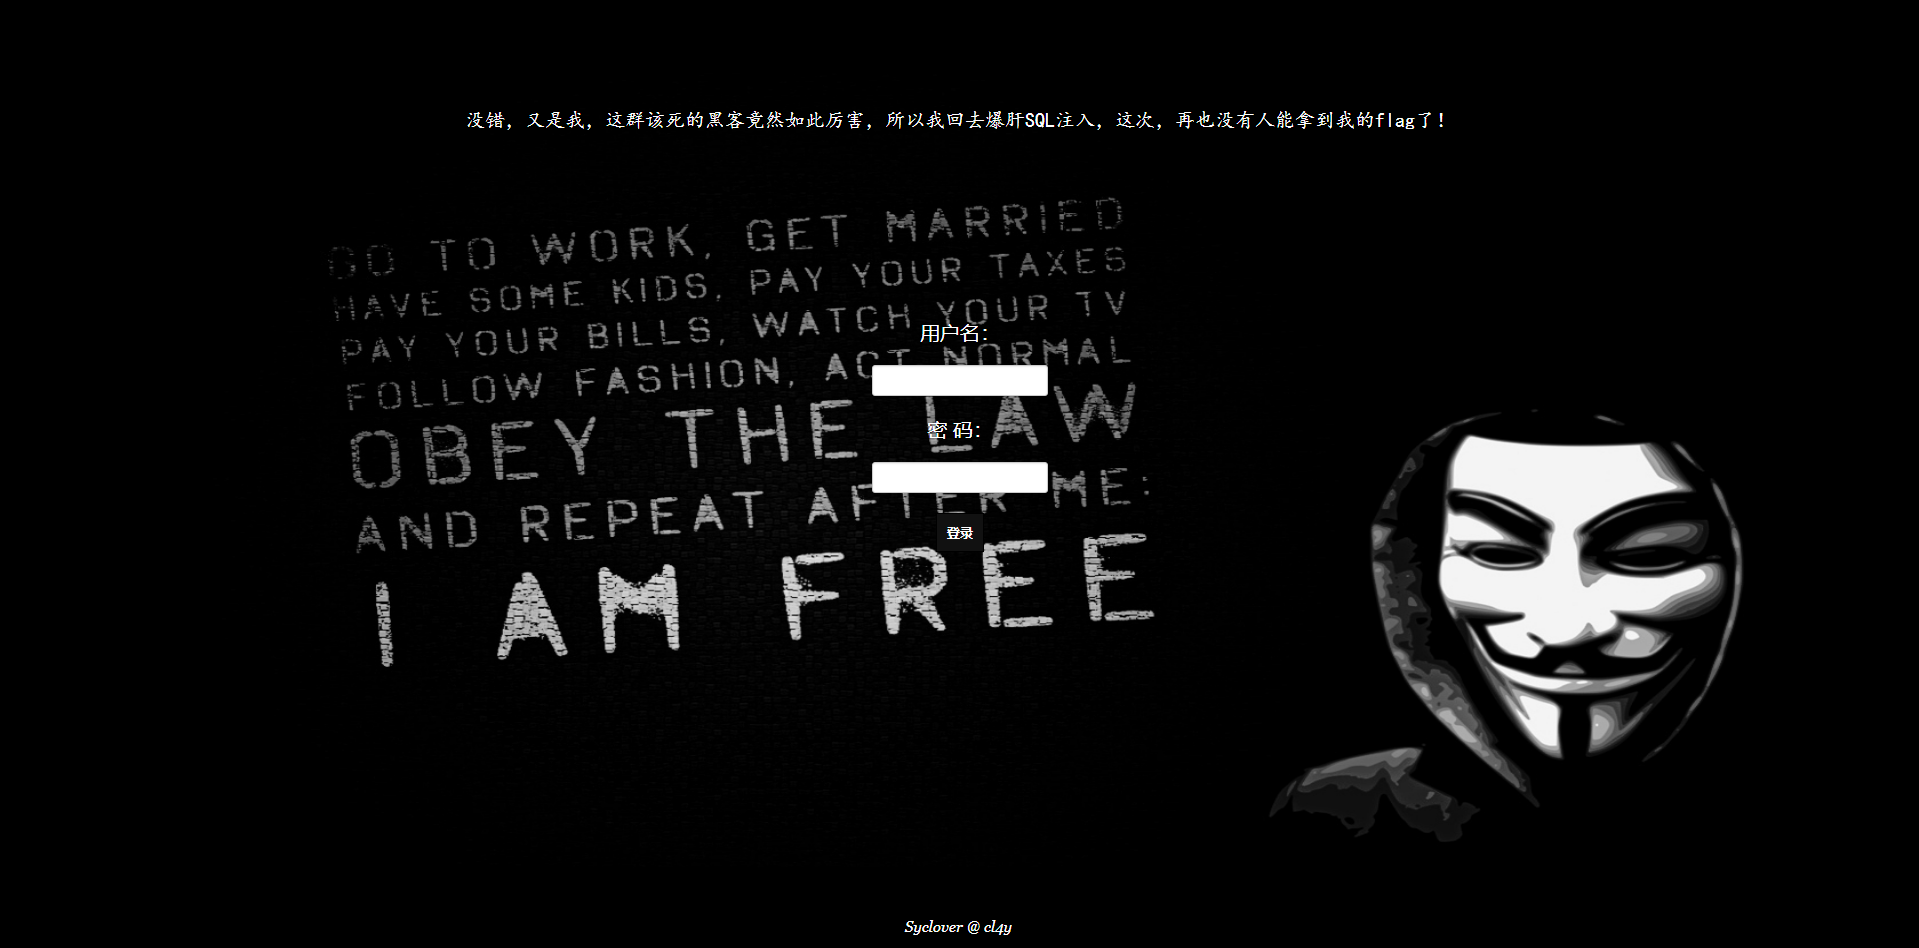 没错，又是我，这群该死的黑客竟然如此厉害，所以我回去爆肝SQL注入，这次，再也没有人能拿到我的flag了！
GO TO WORK, GET MARRIED
HAVE SOME KIDS, PAY YOUR TAXES
PAY YOUR BILLS, WATCH YOUR TV
FOLLOW FASHION, ACT NORMAL
OBEY THE LAW
AND REPEAT AFTER ME:
I AM FREE
用户名：
密 码：
登录
Syclover @ cl4y